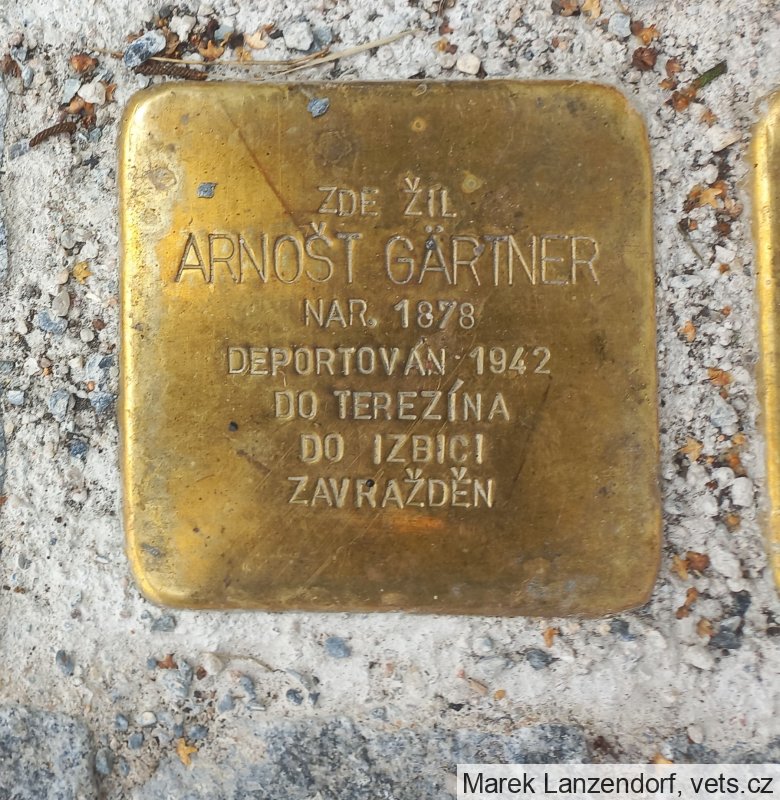 ZDE ŽIL
ARNOŠT GÄRTNER
NAR. 1878
DEPORTOVÁN 1942
DO TEREZÍNA
DO IZBICI
ZAVRAŽDĚN
Marek Lanzendorf, vets.cz